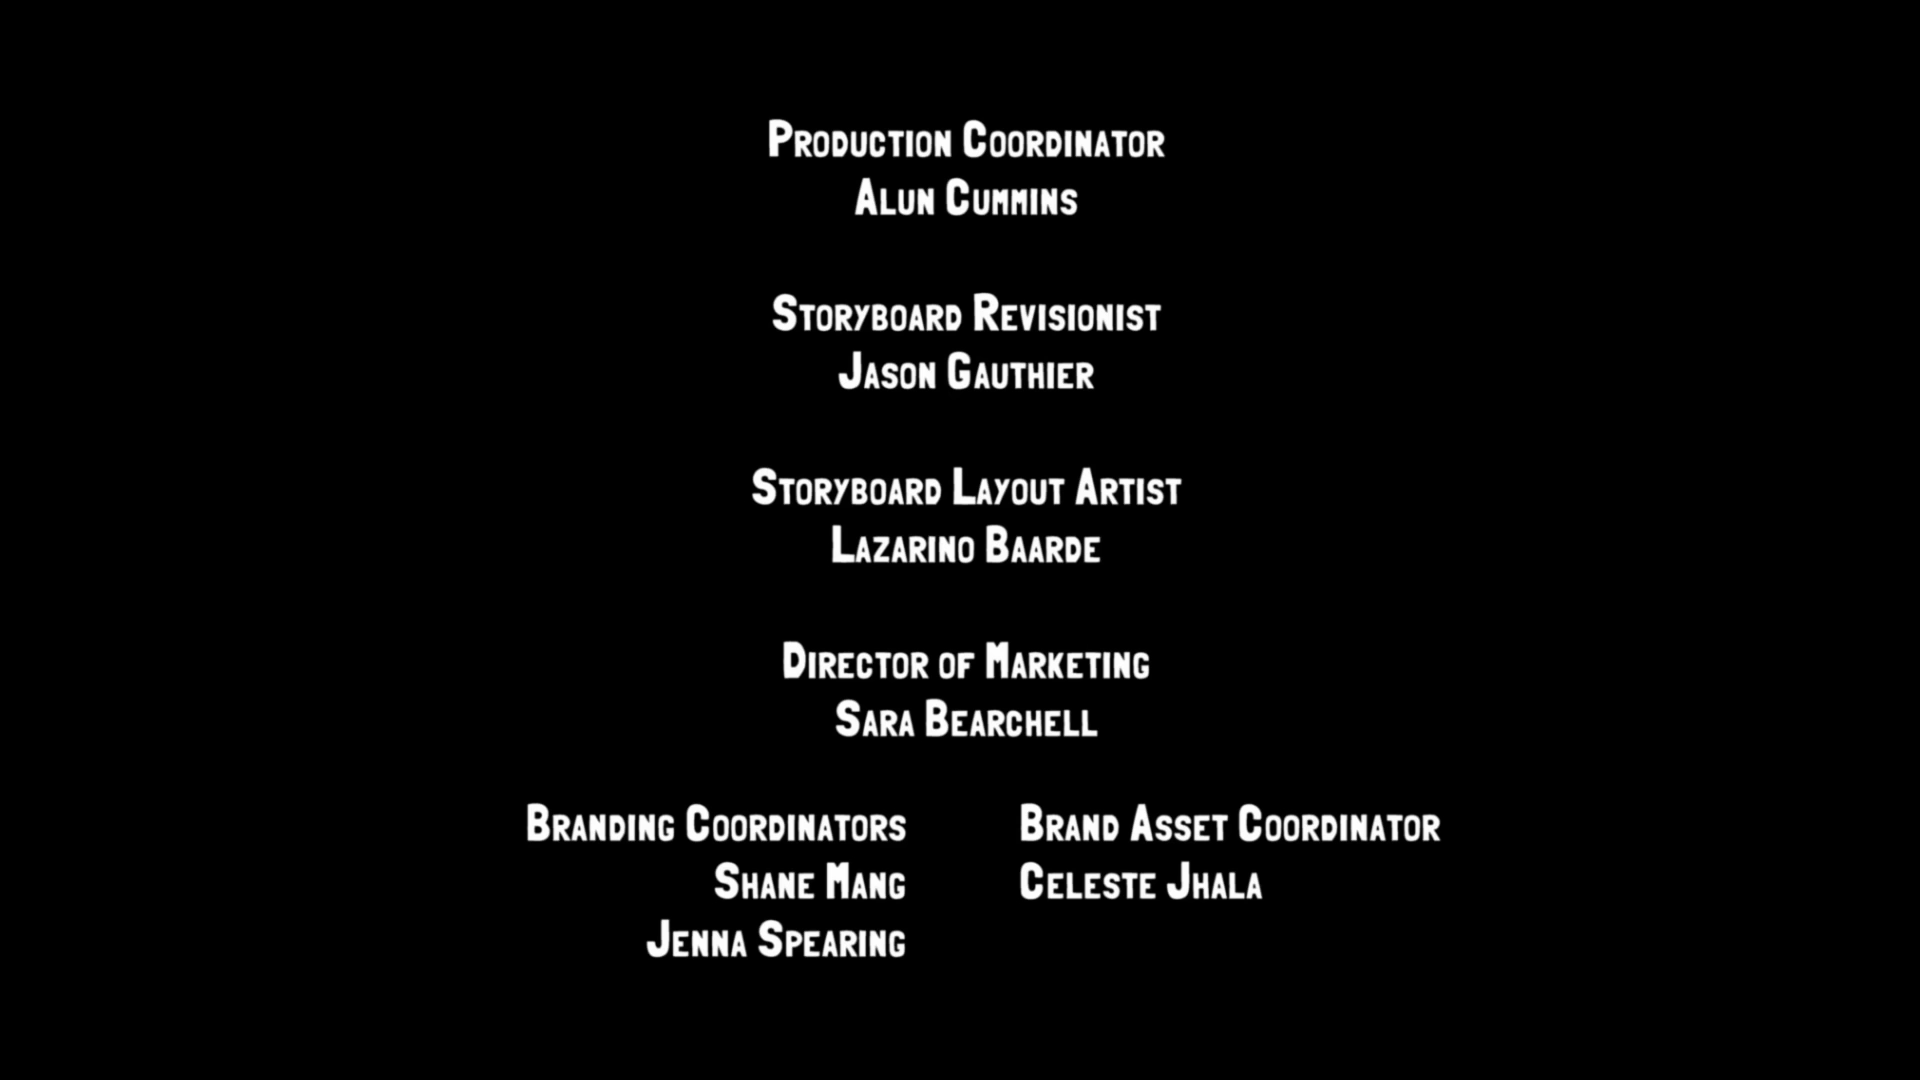 Production Coordinator
Alun Cummins
Storyboard Revisionist
Jason Gauthier
Storyboard Layout Artist
Lazarino Baarde
Director of Marketing
Sara Bearchell
Branding Coordinators
Shane Mang
Jenna Spearing
Brand Asset Coordinator
Celeste Jhala